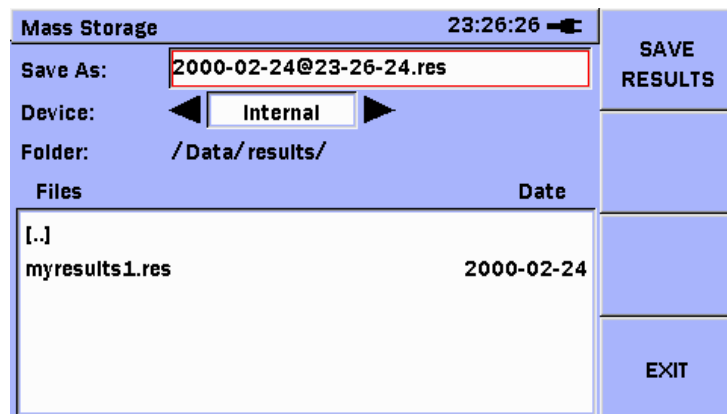 Mass Storage 23:26:26
SAVE
RESULTS
Save As: 2000-02-24@23-26-24.res
Device: Internal
Folder: /Data/results/
Files Date
[..]
myresults1.res 2000-02-24
EXIT